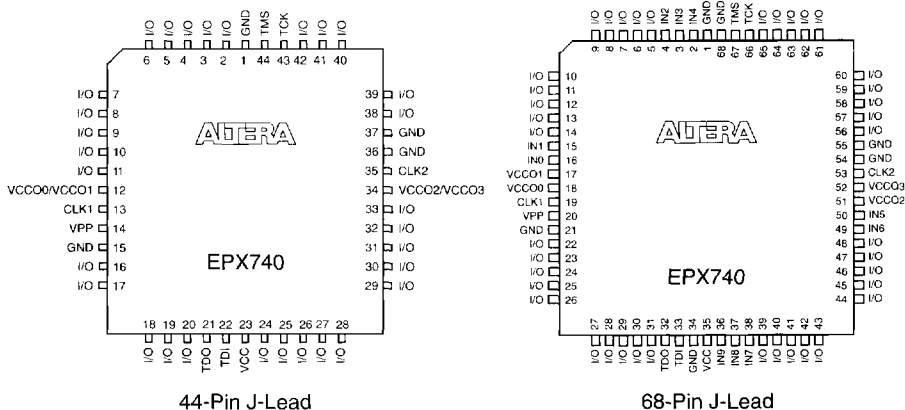 I/O I/O I/O I/O I/O GND TMS TCK I/O I/O I/O
6 5 4 3 2 1 44 43 42 41 40
I/O 7
I/O 8
I/O 9
I/O 10
I/O 11
VCCO0/VCCO1 12
CLK1 13
VPP 14
GND 15
I/O 16
I/O 17
39 I/O
38 I/O
37 GND
36 GND
35 CLK2
34 VCCO2/VCCO3
33 I/O
32 I/O
31 I/O
30 I/O
29 I/O
ALTERA
EPX740
18 19 20 21 22 23 24 25 26 27 28
I/O I/O I/O TDO TDI VCC I/O I/O I/O I/O I/O
44-Pin J-Lead
I/O I/O I/O I/O I/O IN2 IN3 IN4 GND GND TMS TCK I/O I/O I/O I/O I/O
9 8 7 6 5 4 3 2 1 68 67 66 65 64 63 62 61
I/O 10
I/O 11
I/O 12
I/O 13
I/O 14
IN1 15
IN0 16
VCCO1 17
VCCO0 18
CLK1 19
VPP 20
GND 21
I/O 22
I/O 23
I/O 24
I/O 25
I/O 26
60 I/O
59 I/O
58 I/O
57 I/O
56 I/O
55 GND
54 GND
53 CLK2
52 VCCO3
51 VCCO2
50 IN5
49 IN6
48 I/O
47 I/O
46 I/O
45 I/O
44 I/O
ALTERA
EPX740
27 28 29 30 31 32 33 34 35 36 37 38 39 40 41 42 43
I/O I/O I/O I/O I/O TDO TDI GND VCC IN9 IN8 IN7 I/O I/O I/O I/O I/O
68-Pin J-Lead